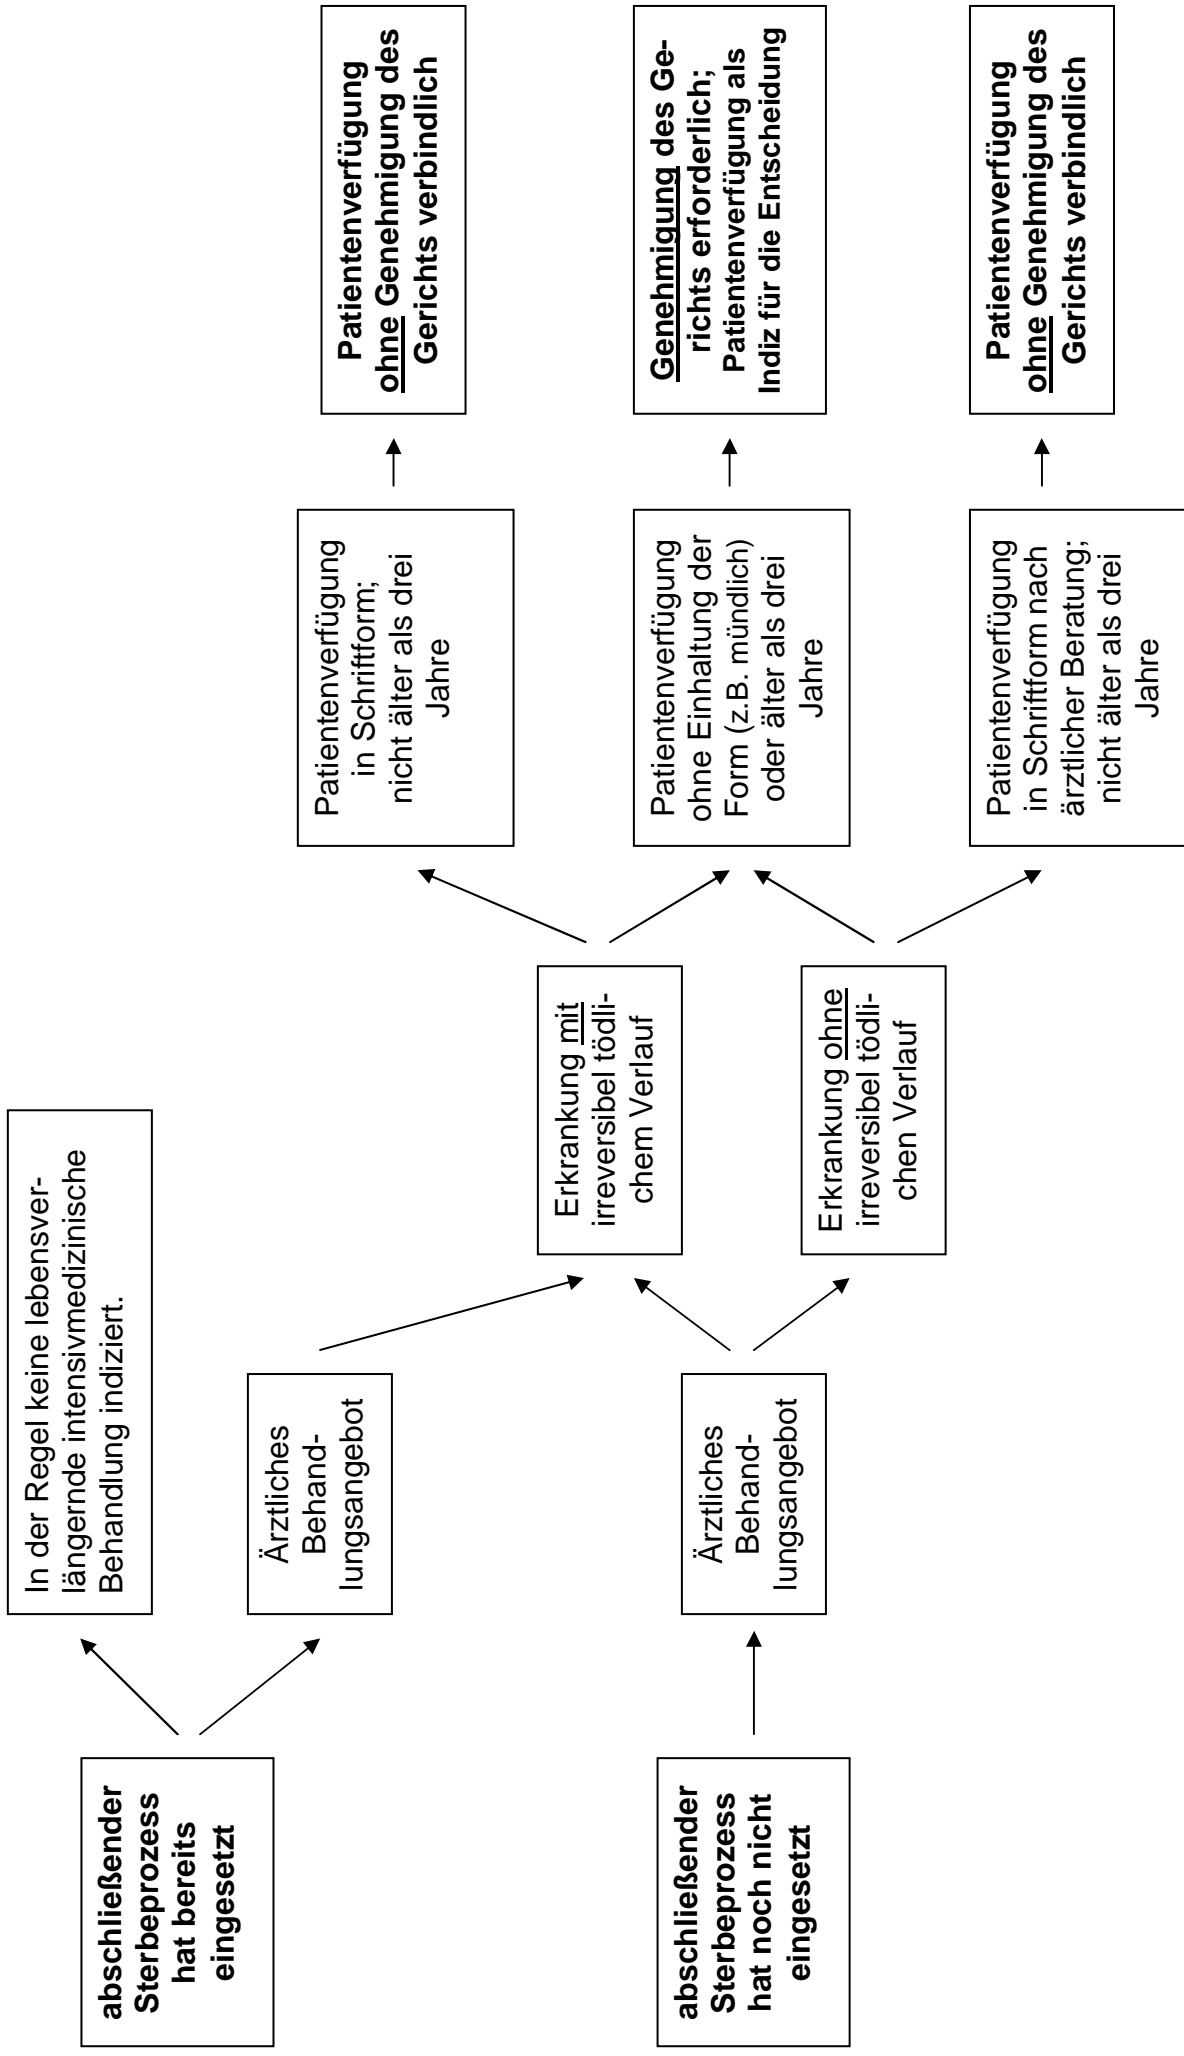 In der Regel keine lebensver-
längernde intensivmedizinische
Behandlung indiziert.
abschließender
Sterbeprozess
hat bereits
eingesetzt
Ärztliches
Behand-
lungsangebot
Patientenverfügung
in Schriftform;
nicht älter als drei
Jahre
Patientenverfügung
ohne Genehmigung des
Gerichts verbindlich
Erkrankung mit
irreversibel tödli-
chem Verlauf
abschließender
Sterbeprozess
hat noch nicht
eingesetzt
Ärztliches
Behand-
lungsangebot
Patientenverfügung
ohne Einhaltung der
Form (z.B. mündlich)
oder älter als drei
Jahre
Genehmigung des Ge-
richts erforderlich;
Patientenverfügung als
Indiz für die Entscheidung
Erkrankung ohne
irreversibel tödli-
chen Verlauf
Patientenverfügung
in Schriftform nach
ärztlicher Beratung;
nicht älter als drei
Jahre
Patientenverfügung
ohne Genehmigung des
Gerichts verbindlich